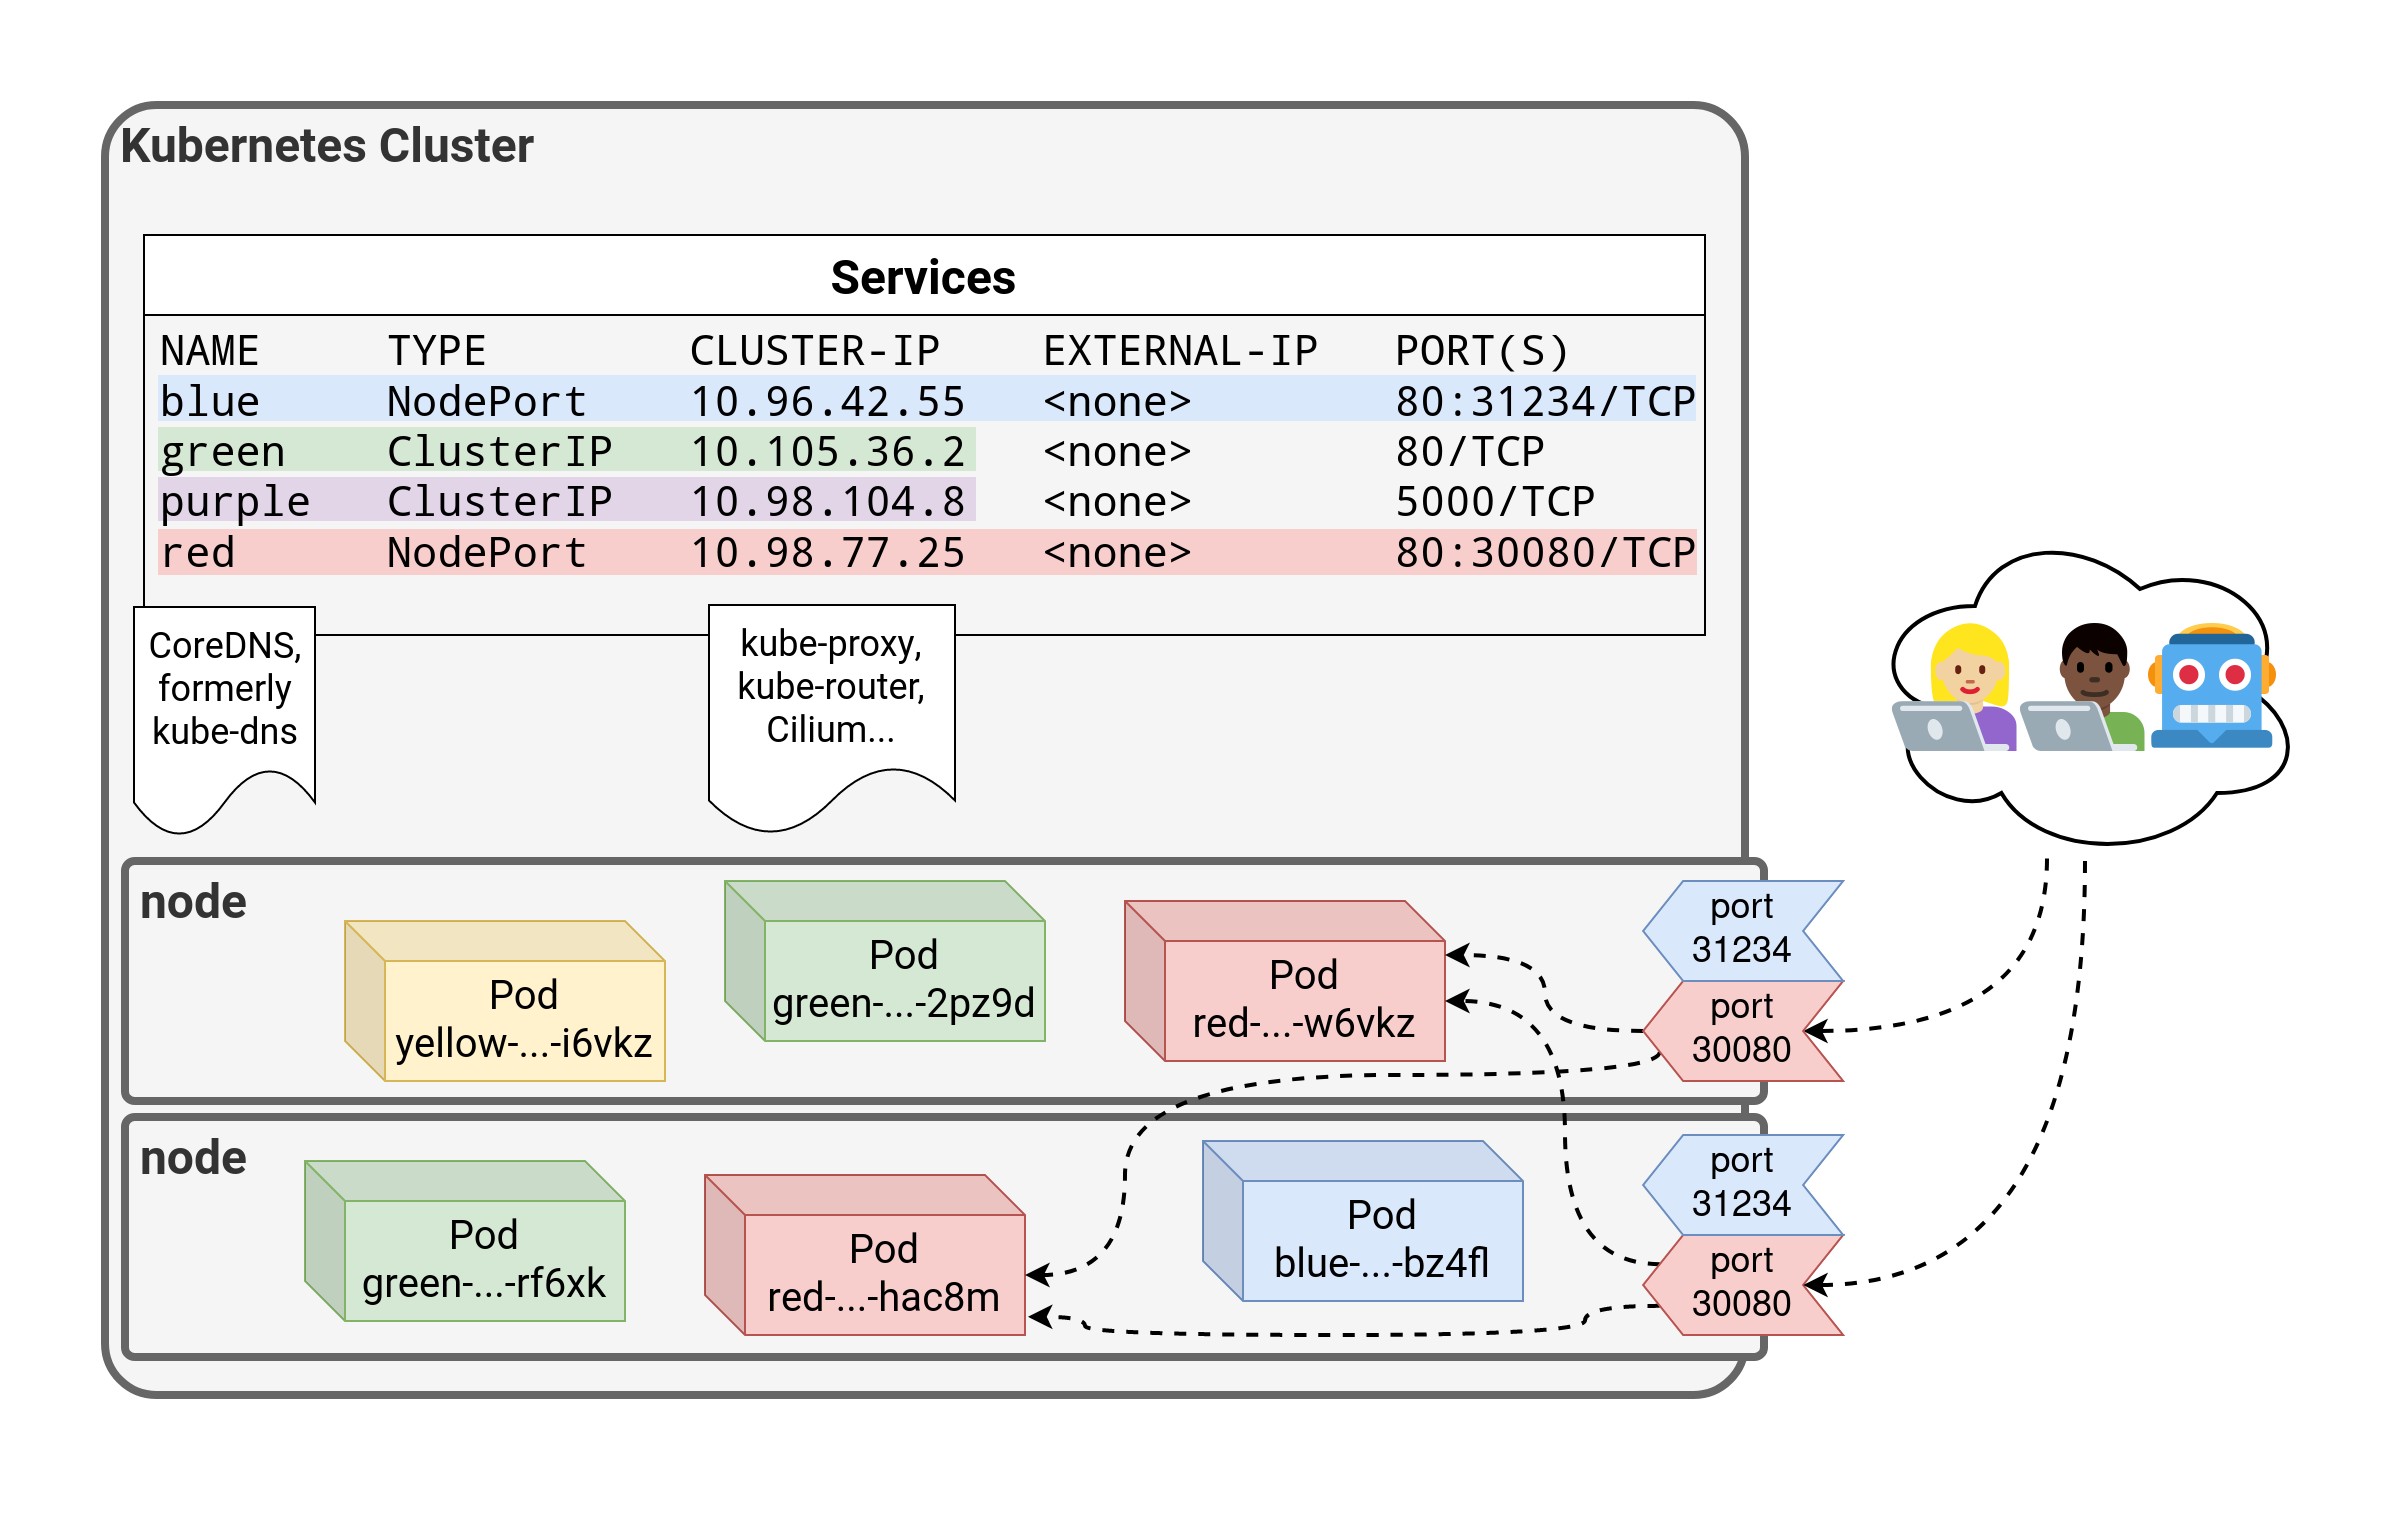 Kubernetes Cluster
Services
NAME TYPE CLUSTER-IP EXTERNAL-IP PORT(S)
blue NodePort 10.96.42.55 <none> 80:31234/TCP
green ClusterIP 10.105.36.2 <none> 80/TCP
purple ClusterIP 10.98.104.8 <none> 5000/TCP
red NodePort 10.98.77.25 <none> 80:30080/TCP
CoreDNS,
formerly
kube-dns
kube-proxy,
kube-router,
Cilium...
node
Pod
yellow-...-i6vkz
Pod
green-...-2pz9d
Pod
red-...-w6vkz
port
31234
port
30080
node
Pod
green-...-rf6xk
Pod
red-...-hac8m
Pod
blue-...-bz4fl
port
31234
port
30080